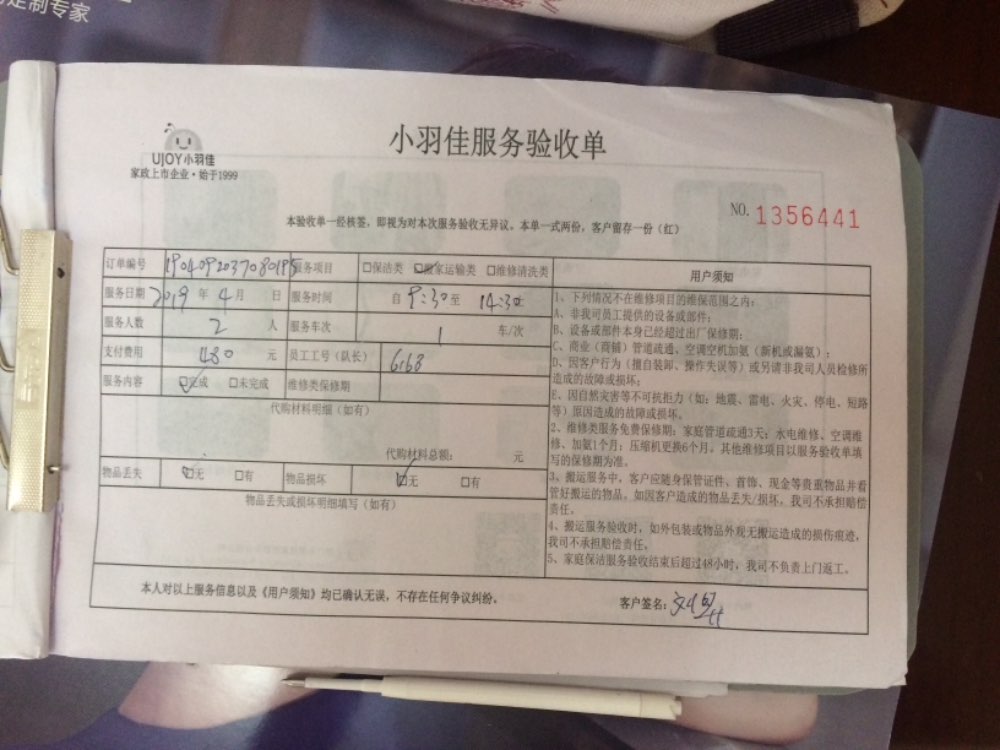 定制专家
UJOY小羽佳
家政上市企业·始于1999
小羽佳服务验收单
NO. 1356441
本验收单一经核签，即视为对本次服务验收无异议。本单一式两份，客户留存一份（红）
订单编号 1904092037080185 服务项目 □保洁类 □搬家运输类 □维修清洗类
服务日期 2019 年 4 月 日 服务时间 自 9:30 至 14:30
服务人数 2 人 服务车次 1 车/次
支付费用 480 元 员工工号（队长） 6168
服务内容 □完成 □未完成 维修类保修期
代购材料明细（如有）
代购材料总额： 元
物品丢失 □无 □有 物品损坏 □无 □有
物品丢失或损坏明细填写（如有）
用户须知
1、下列情况不在维修项目的维保范围之内：
A、非我司员工提供的设备或部件；
B、设备或部件本身已经超过出厂保修期；
C、商业（商铺）管道疏通、空调空机加氨（新机或漏氨）；
D、因客户行为（擅自装卸、操作失误等）或另请非我司人员检修所
造成的故障或损坏；
E、因自然灾害等不可抗拒力（如：地震、雷电、火灾、停电、短路
等）原因造成的故障或损坏。
2、维修类服务免费保修期：家庭管道疏通3天；水电维修、空调维
修、加氨1个月；压缩机更换6个月。其他维修项目以服务验收单填
写的保修期为准。
3、搬运服务中，客户应随身保管证件、首饰、现金等贵重物品并看
管好搬运的物品。如因客户造成的物品丢失/损坏，我司不承担赔偿
责任。
4、搬运服务验收时，如外包装或物品外观无搬运造成的损伤痕迹，
我司不承担赔偿责任。
5、家庭保洁服务验收结束后超过48小时，我司不负责上门返工。
本人对以上服务信息以及《用户须知》均已确认无误，不存在任何争议纠纷。
客户签名：